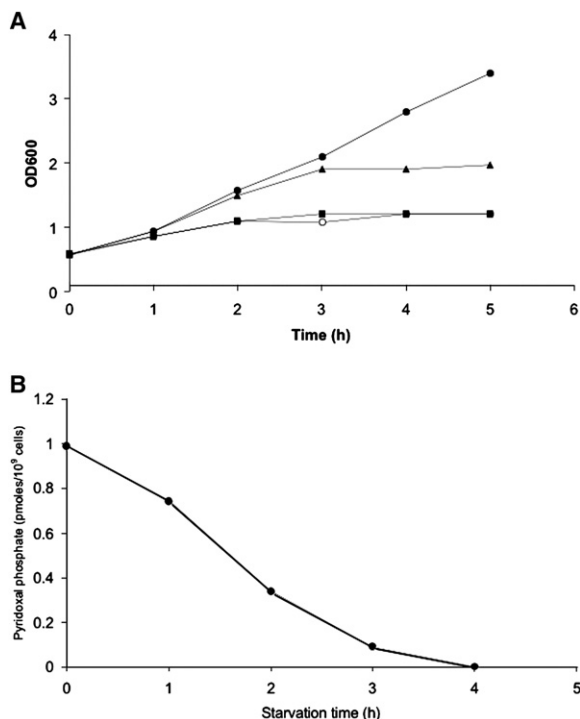 A
4
3
2
1
0
OD600
0 1 2 3 4 5 6
Time (h)
B
1.2
1
0.8
0.6
0.4
0.2
0
Pyridoxal phosphate (pmoles/10⁹ cells)
0 1 2 3 4 5
Starvation time (h)